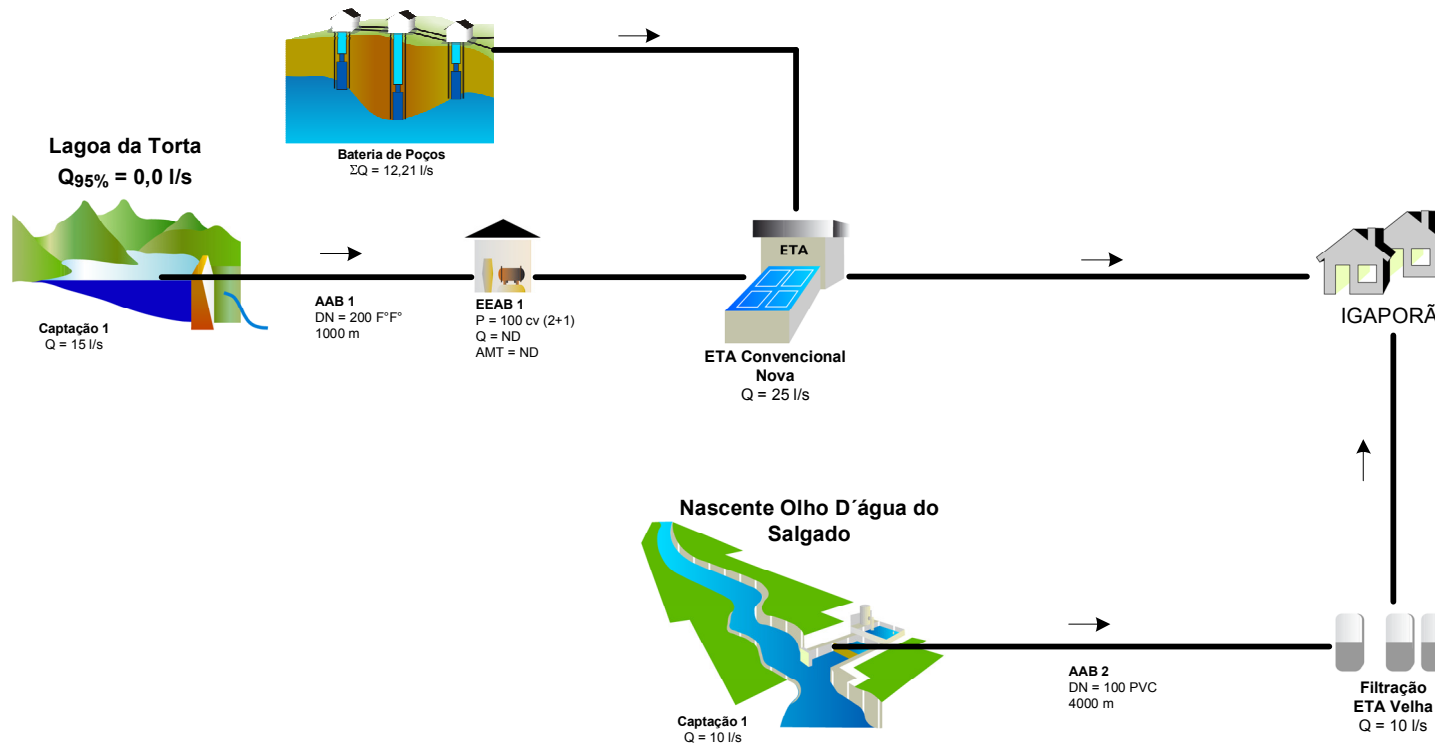 Bateria de Poços
ΣQ = 12,21 l/s
Lagoa da Torta
Q95% = 0,0 l/s
Captação 1
Q = 15 l/s
AAB 1
DN = 200 F°F°
1000 m
EEAB 1
P = 100 cv (2+1)
Q = ND
AMT = ND
ETA
ETA Convencional
Nova
Q = 25 l/s
IGAPORÃ
Nascente Olho D´água do
Salgado
Captação 1
Q = 10 l/s
AAB 2
DN = 100 PVC
4000 m
Filtração
ETA Velha
Q = 10 l/s